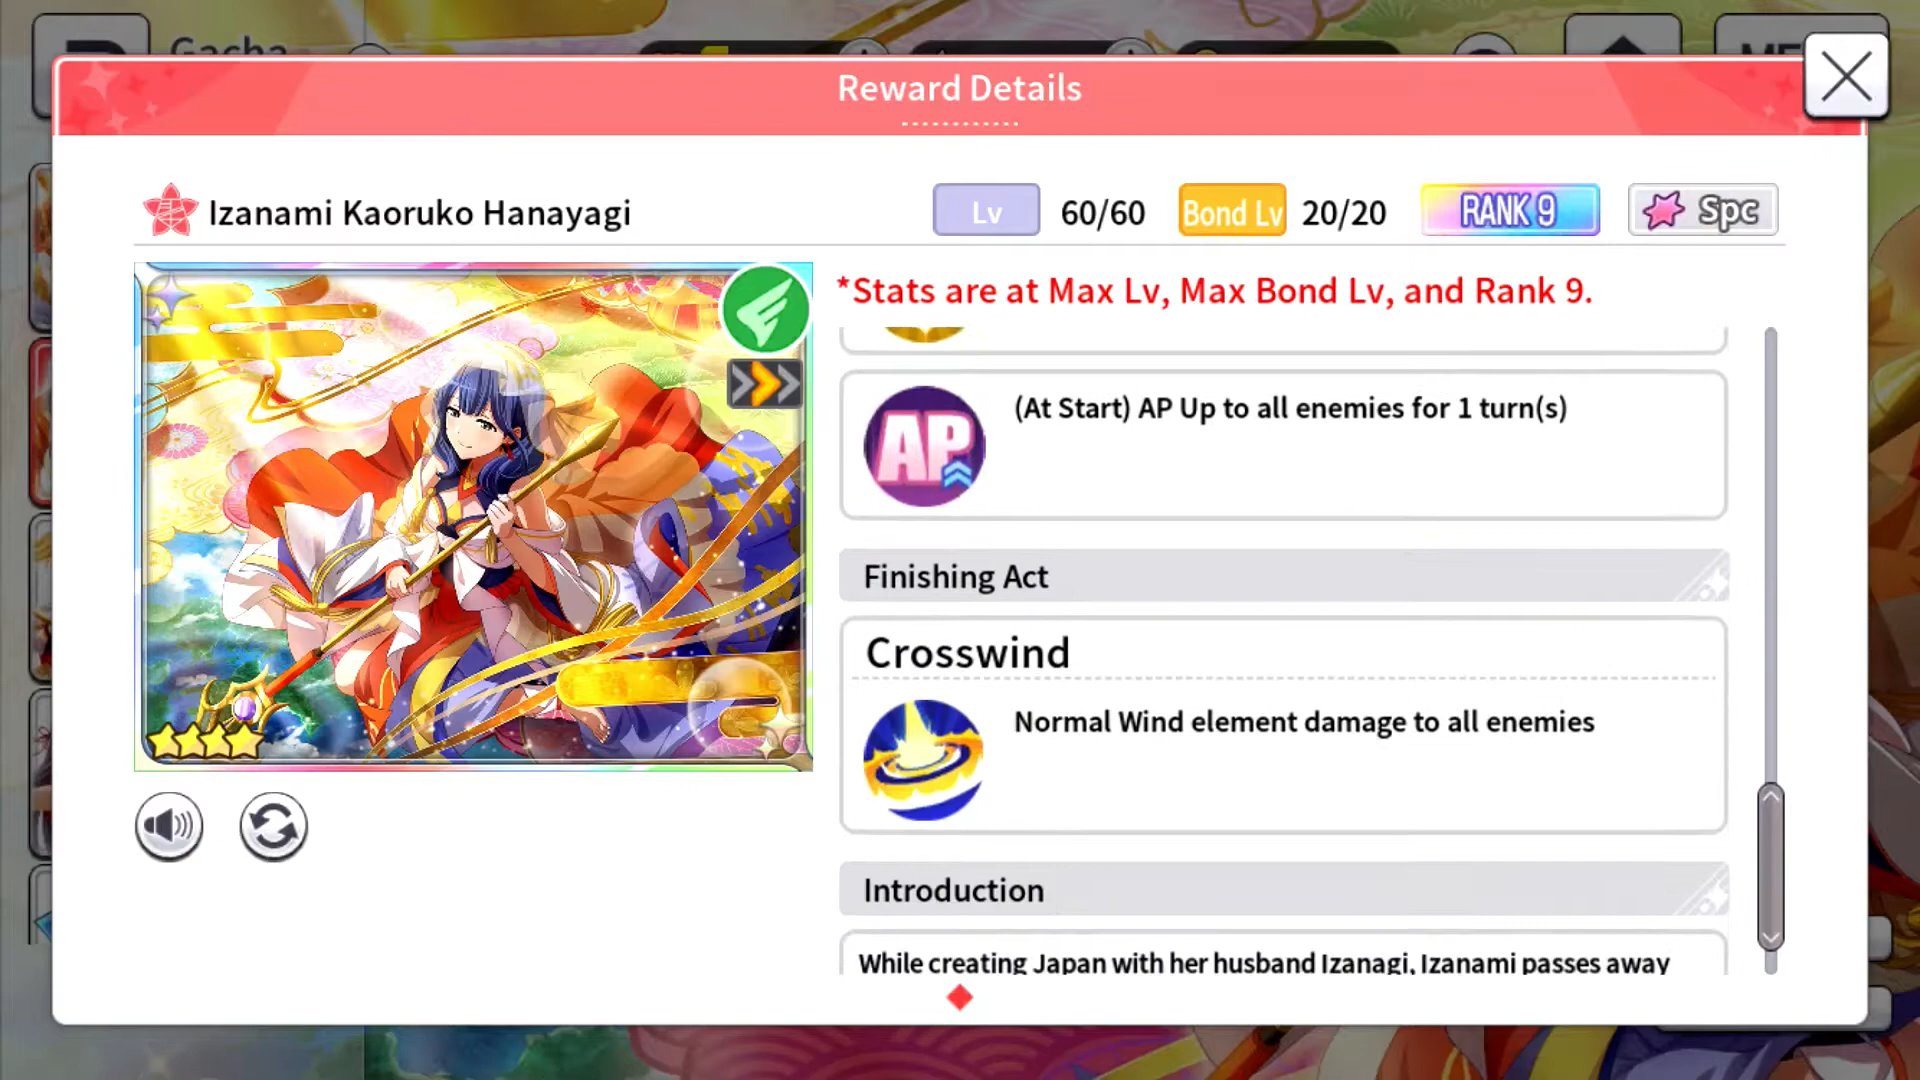 Gacha
Reward Details
Izanami Kaoruko Hanayagi
Lv 60/60 Bond Lv 20/20 RANK 9 Spc
*Stats are at Max Lv, Max Bond Lv, and Rank 9.
AP
(At Start) AP Up to all enemies for 1 turn(s)
Finishing Act
Crosswind
Normal Wind element damage to all enemies
Introduction
While creating Japan with her husband Izanagi, Izanami passes away